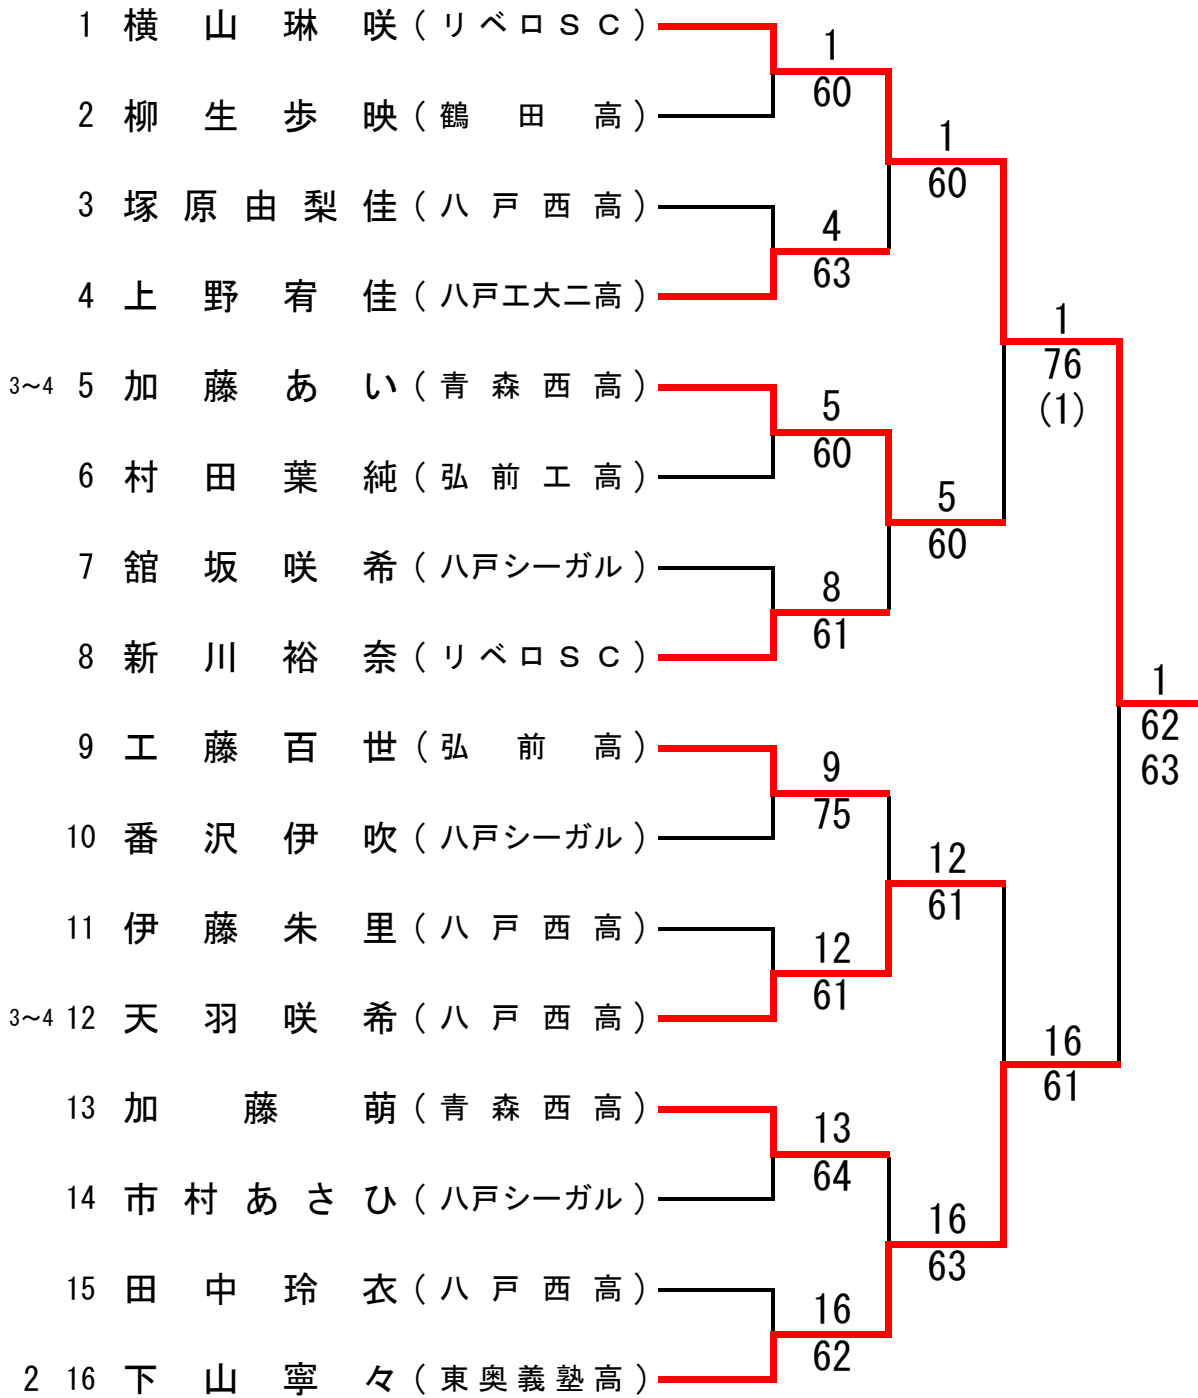 1 横山琳咲 (リベロSC)
1
60
2 柳生歩映 (鶴田高)
1
60
3 塚原由梨佳 (八戸西高)
4
63
4 上野宥佳 (八戸工大二高)
1
76
(1)
3~4 5 加藤あい (青森西高)
5
60
6 村田葉純 (弘前工高)
5
60
7 舘坂咲希 (八戸シーガル)
8
61
8 新川裕奈 (リベロSC)
1
62
63
9 工藤百世 (弘前高)
9
75
10 番沢伊吹 (八戸シーガル)
12
61
11 伊藤朱里 (八戸西高)
12
61
3~4 12 天羽咲希 (八戸西高)
16
61
13 加藤萌 (青森西高)
13
64
14 市村あさひ (八戸シーガル)
16
63
15 田中玲衣 (八戸西高)
16
62
2 16 下山寧々 (東奥義塾高)